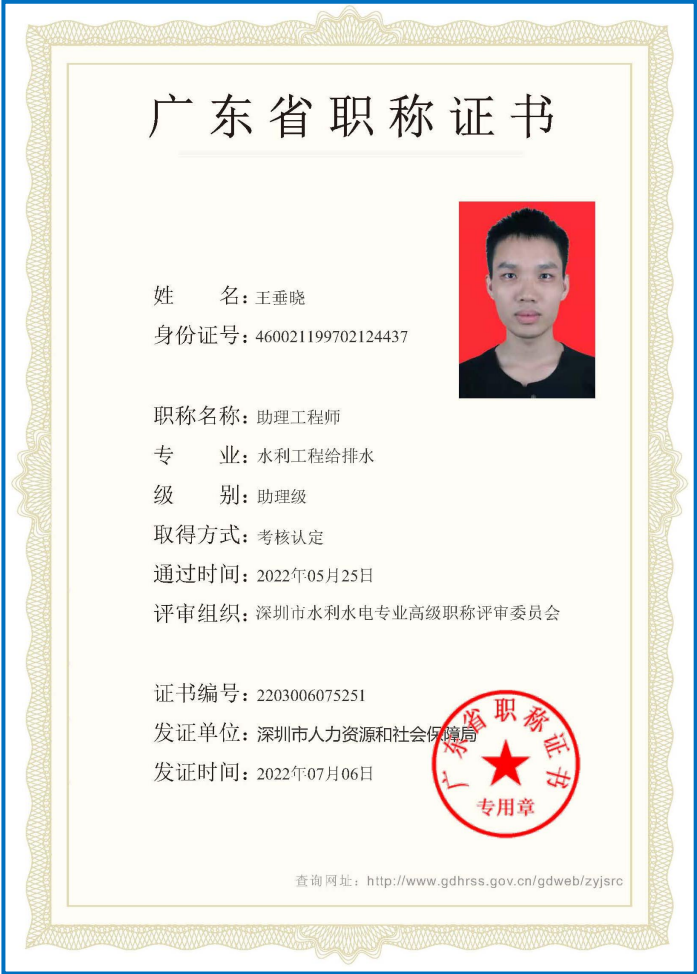 广东省职称证书
姓 名：王垂晓
身份证号：460021199702124437
职称名称：助理工程师
专 业：水利工程给排水
级 别：助理级
取得方式：考核认定
通过时间：2022年05月25日
评审组织：深圳市水利水电专业高级职称评审委员会
证书编号：2203006075251
发证单位：深圳市人力资源和社会保障局
发证时间：2022年07月06日
广东省职称证书
专用章
查询网址：http://www.gdhrss.gov.cn/gdweb/zyjsrc